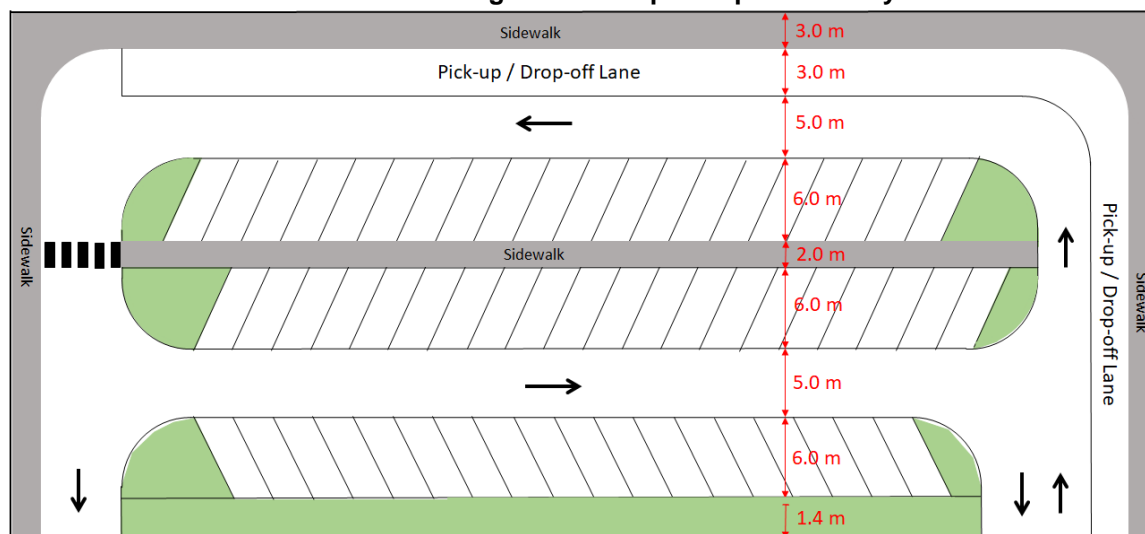 Sidewalk
3.0 m
Pick-up / Drop-off Lane
3.0 m
5.0 m
6.0 m
Sidewalk
Sidewalk
2.0 m
Pick-up / Drop-off Lane
Sidewalk
6.0 m
5.0 m
6.0 m
1.4 m